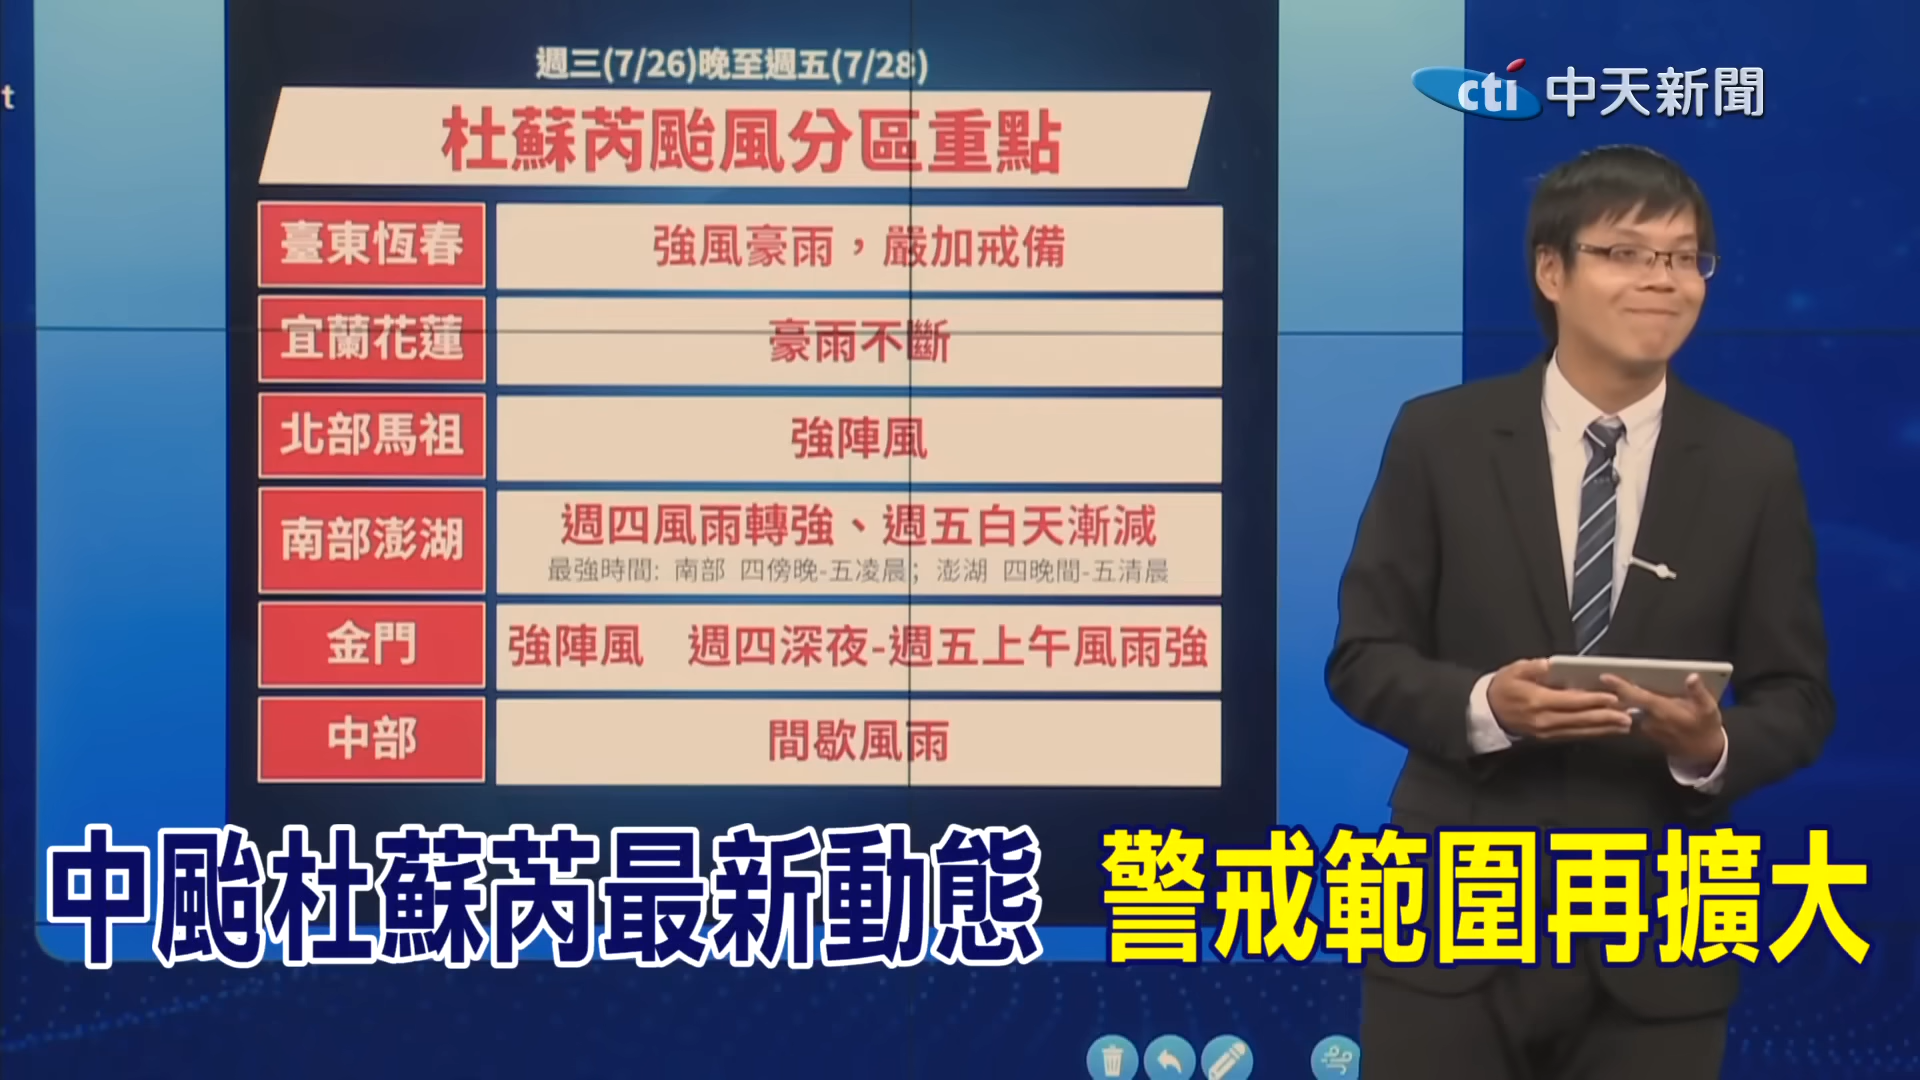 t
cti 中天新聞
週三(7/26)晚至週五(7/28)
杜蘇芮颱風分區重點
臺東恆春 強風豪雨，嚴加戒備
宜蘭花蓮 豪雨不斷
北部馬祖 強陣風
南部澎湖 週四風雨轉強、週五白天漸減
最強時間: 南部 四傍晚-五凌晨; 澎湖 四晚間-五清晨
金門 強陣風 週四深夜-週五上午風雨強
中部 間歇風雨
中颱杜蘇芮最新動態 警戒範圍再擴大